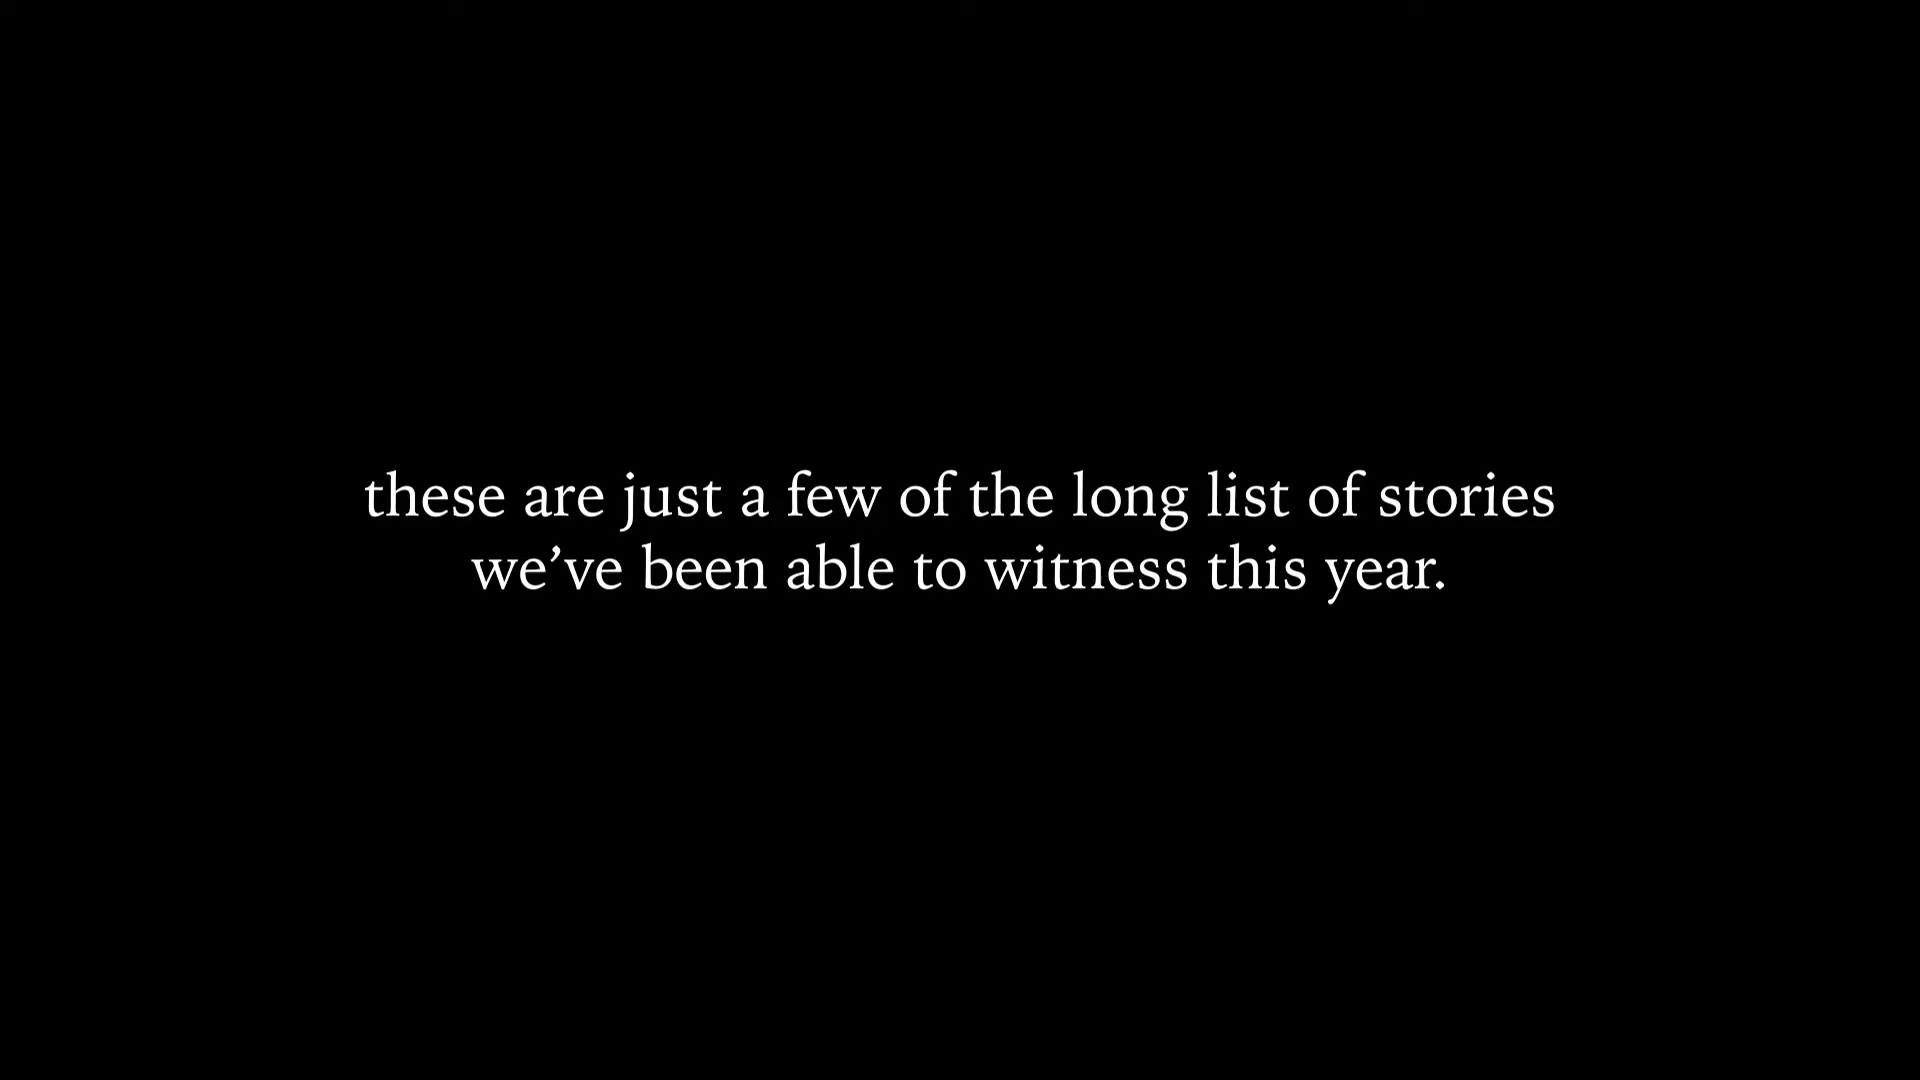 these are just a few of the long list of stories
we’ve been able to witness this year.